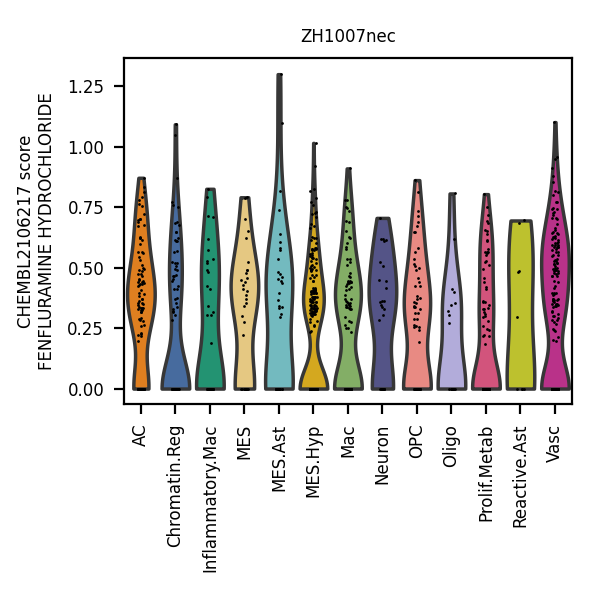 ZH1007nec
CHEMBL2106217 score
FENFLURAMINE HYDROCHLORIDE
1.25
1.00
0.75
0.50
0.25
0.00
AC
Chromatin.Reg
Inflammatory.Mac
MES
MES.Ast
MES.Hyp
Mac
Neuron
OPC
Oligo
Prolif.Metab
Reactive.Ast
Vasc